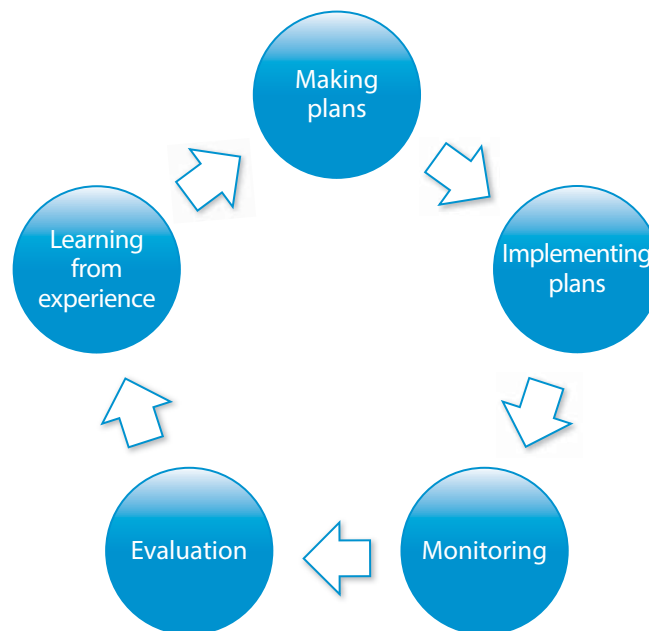 Making
plans
Implementing
plans
Monitoring
Evaluation
Learning
from
experience